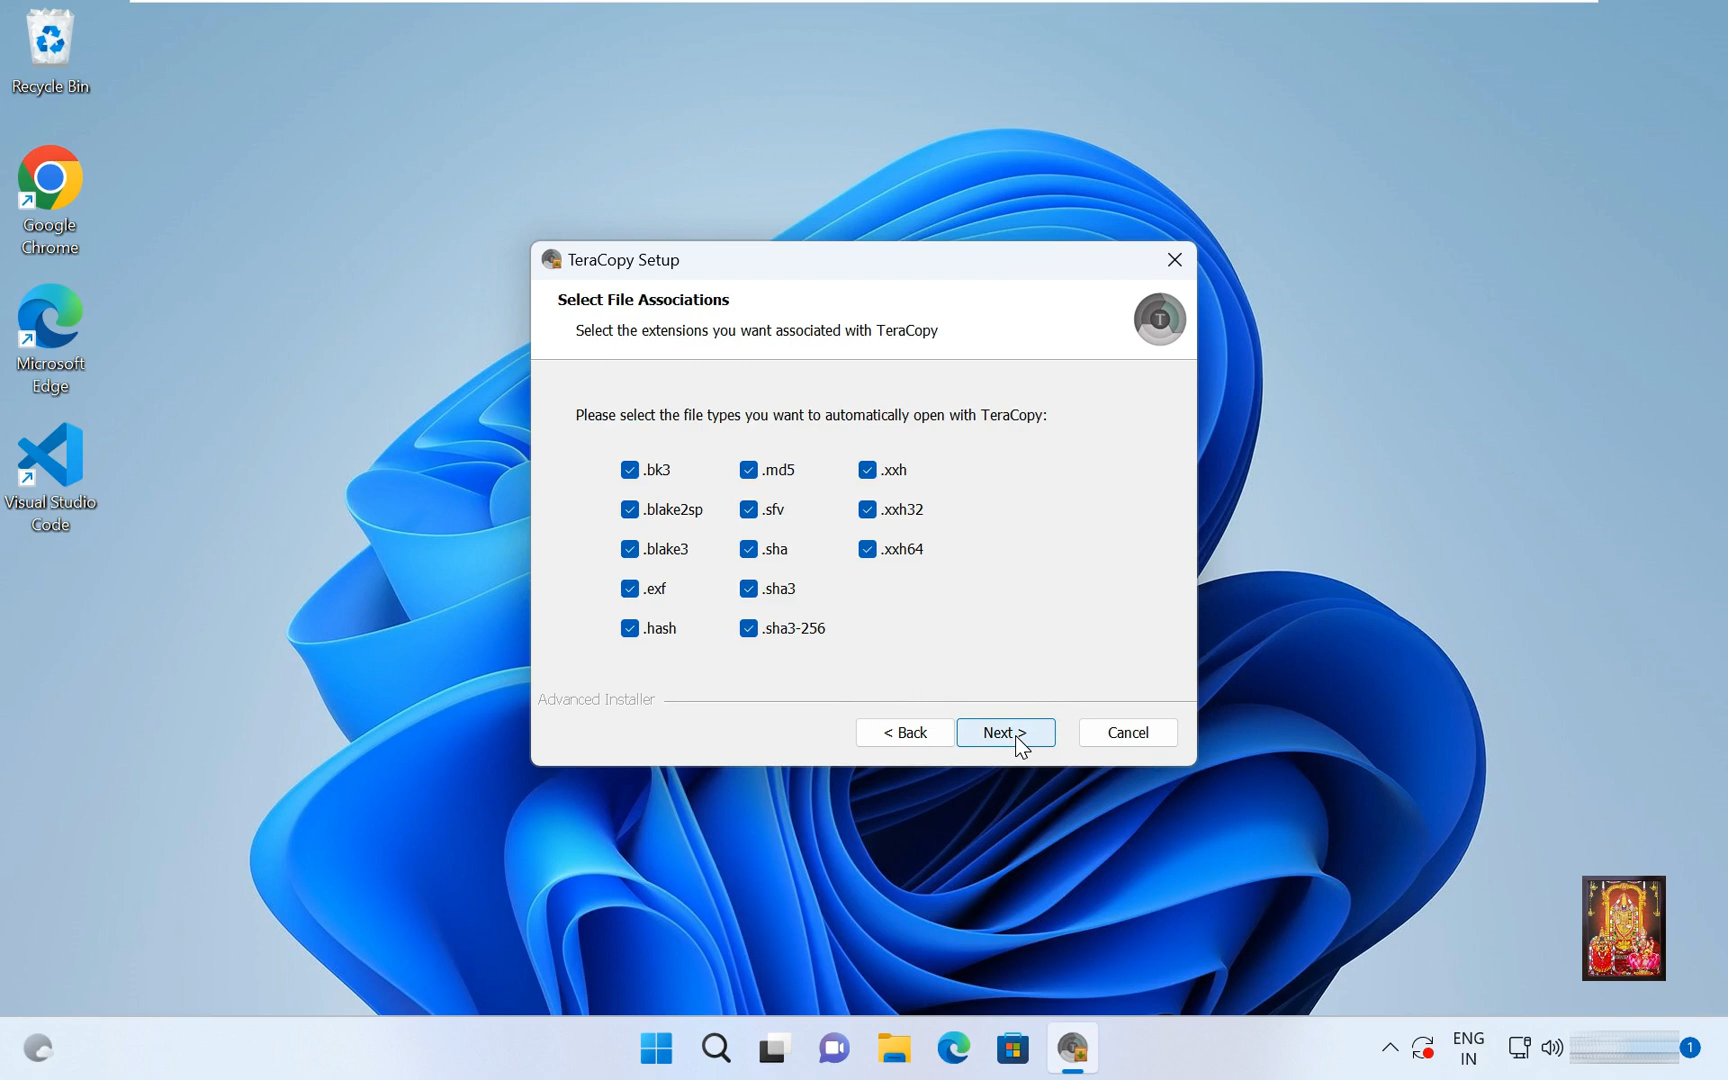 Recycle Bin
Google
Chrome
Microsoft
Edge
Visual Studio
Code
TeraCopy Setup
Select File Associations
Select the extensions you want associated with TeraCopy
T
Please select the file types you want to automatically open with TeraCopy:
.bk3 .md5 .xxh
.blake2sp .sfv .xxh32
.blake3 .sha .xxh64
.exf .sha3
.hash .sha3-256
Advanced Installer
< Back Next > Cancel
ENG
IN
1